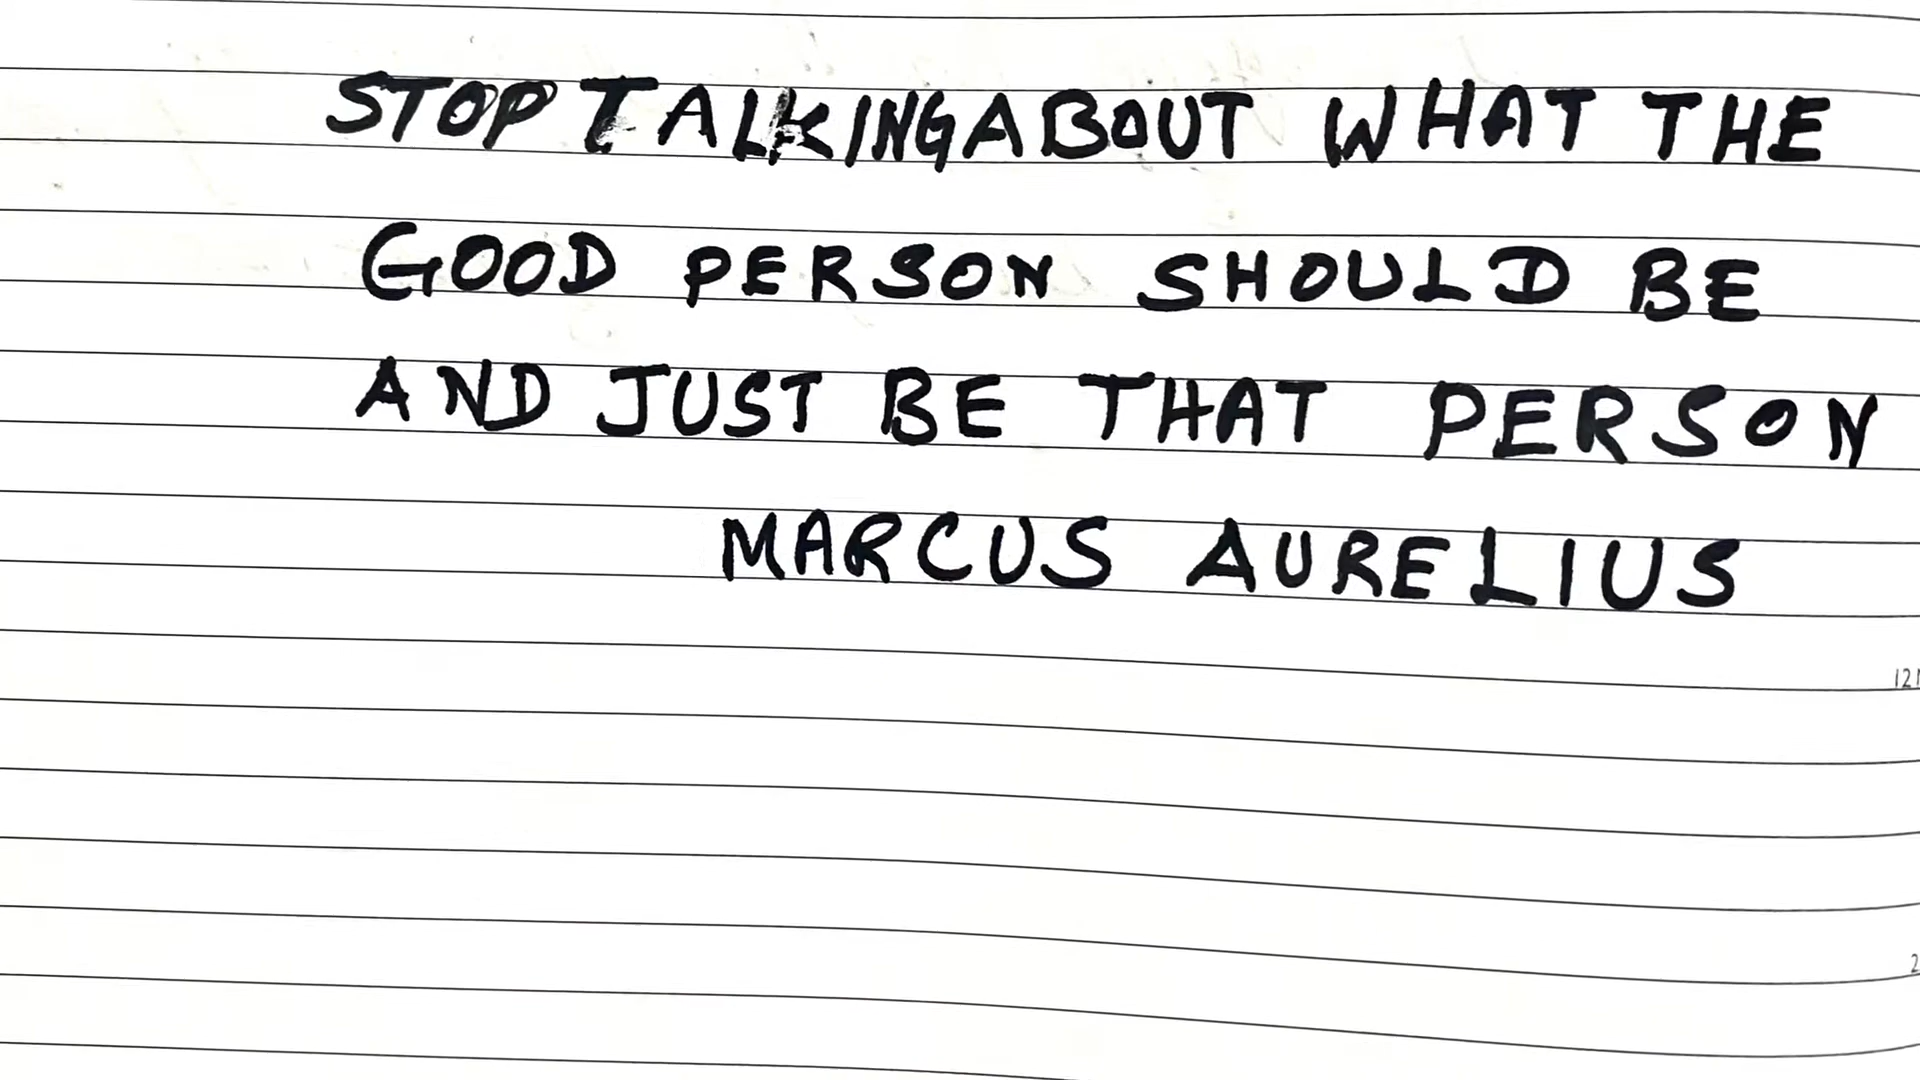 STOP TALKINGABOUT WHAT THE
GOOD PERSON SHOULD BE
AND JUST BE THAT PERSON
MARCUS AURELIUS